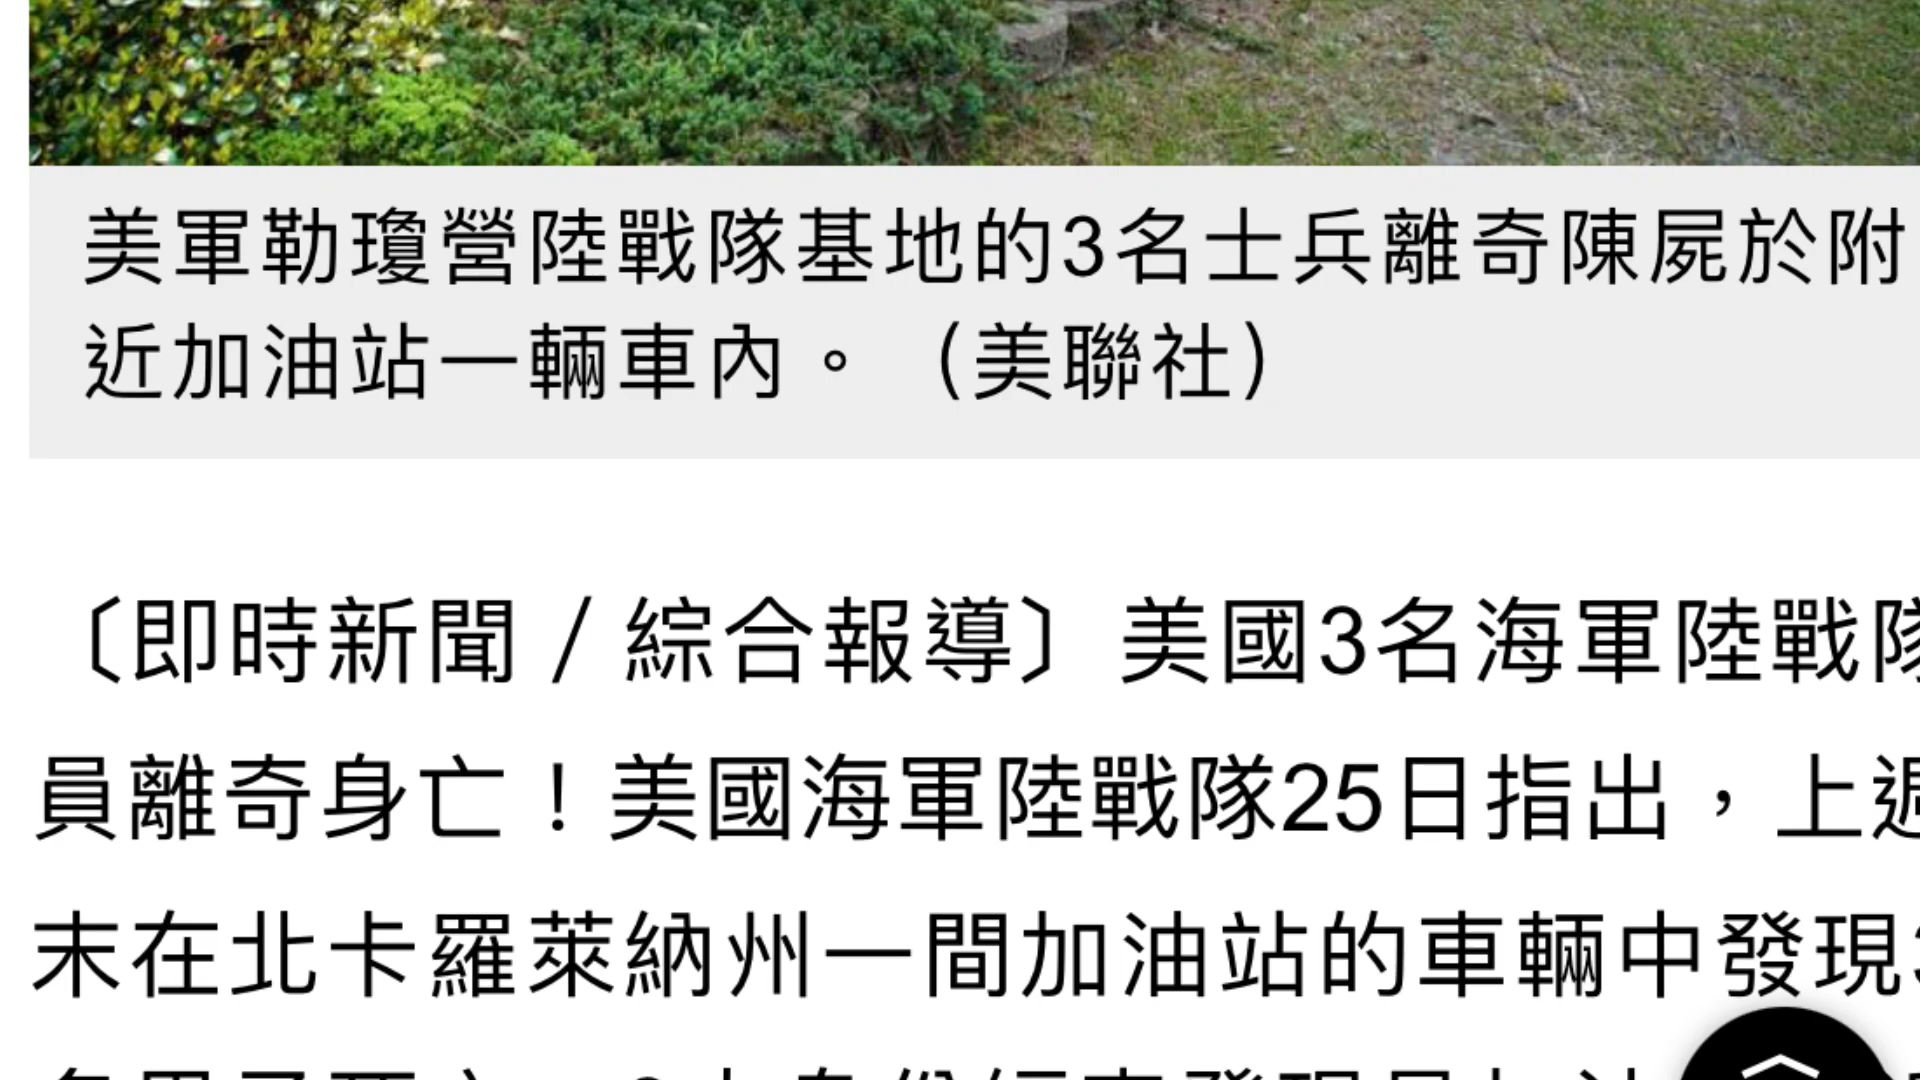 美軍勒瓊營陸戰隊基地的3名士兵離奇陳屍於附
近加油站一輛車內。（美聯社）
〔即時新聞／綜合報導〕美國3名海軍陸戰隊
員離奇身亡！美國海軍陸戰隊25日指出，上週
末在北卡羅萊納州一間加油站的車輛中發現3